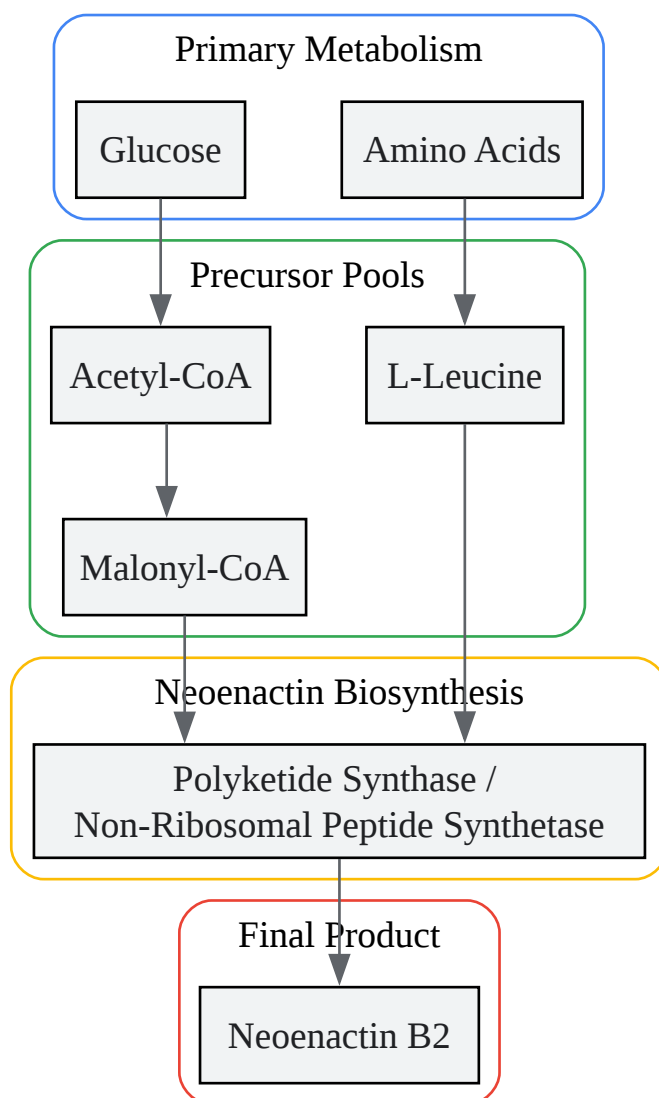 Primary Metabolism
Glucose
Amino Acids
Precursor Pools
Acetyl-CoA
L-Leucine
Malonyl-CoA
Neoenactin Biosynthesis
Polyketide Synthase /
Non-Ribosomal Peptide Synthetase
Final Product
Neoenactin B2